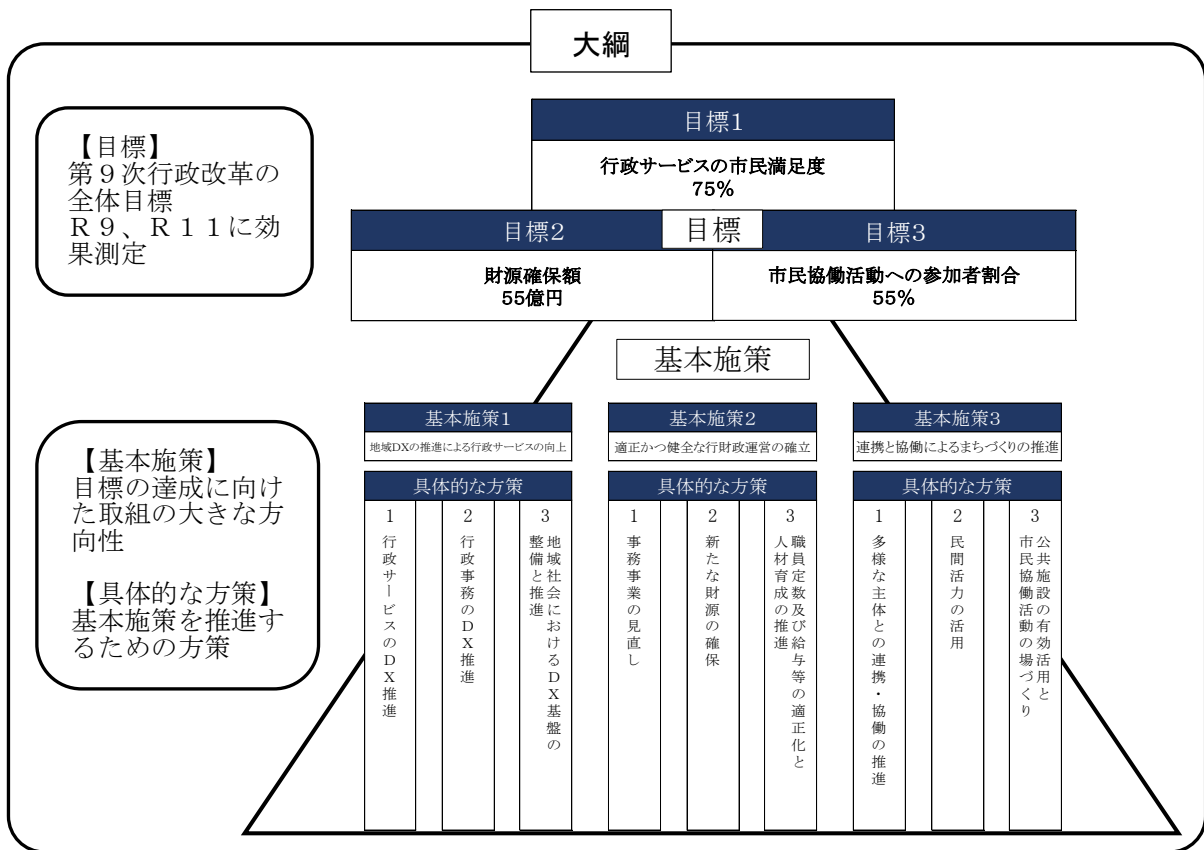 大綱
【目標】
第９次行政改革の
全体目標
Ｒ９、Ｒ１１に効
果測定
目標1
行政サービスの市民満足度
75%
目標2
目標
目標3
財源確保額
55億円
市民協働活動への参加者割合
55%
基本施策
【基本施策】
目標の達成に向け
た取組の大きな方
向性
【具体的な方策】
基本施策を推進す
るための方策
基本施策1
地域DXの推進による行政サービスの向上
具体的な方策
1
行政サービスのＤＸ推進
2
行政事務のＤＸ推進
3
地域社会におけるＤＸ基盤の
整備と推進
基本施策2
適正かつ健全な行財政運営の確立
具体的な方策
1
事務事業の見直し
2
新たな財源の確保
3
職員定数及び給与等の適正化と
人材育成の推進
基本施策3
連携と協働によるまちづくりの推進
具体的な方策
1
多様な主体との連携・協働の推進
2
民間活力の活用
3
公共施設の有効活用と
市民協働活動の場づくり